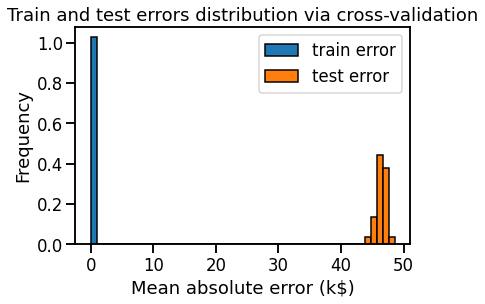 Train and test errors distribution via cross-validation
train error
test error
Frequency
1.0
0.8
0.6
0.4
0.2
0.0
0 10 20 30 40 50
Mean absolute error (k$)